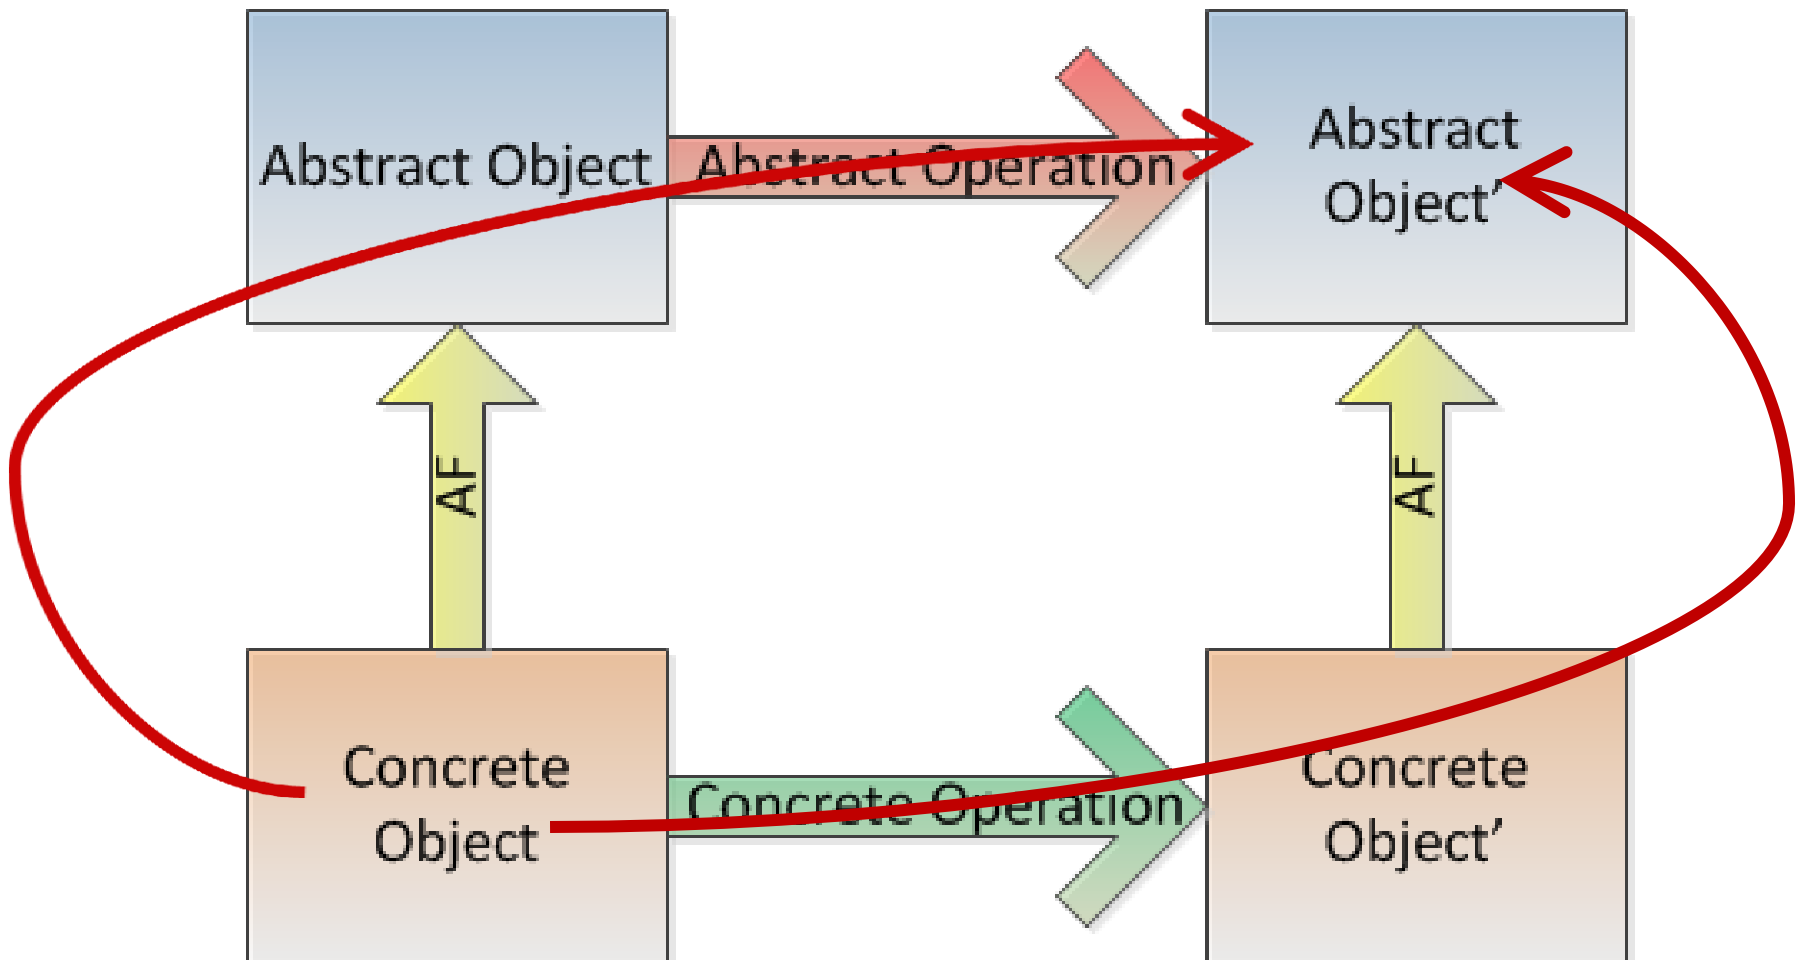 Abstract Object
Abstract Operation
Abstract
Object’
AF
AF
Concrete
Object
Concrete Operation
Concrete
Object’